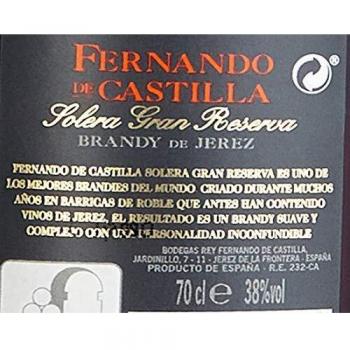 FERNANDO
DE CASTILLA
Solera Gran Reserva
BRANDY DE JEREZ
FERNANDO DE CASTILLA SOLERA GRAN RESERVA ES UNO DE
LOS MEJORES BRANDIES DEL MUNDO. CRIADO DURANTE MUCHOS
AÑOS EN BARRICAS DE ROBLE QUE ANTES HAN CONTENIDO
VINOS DE JEREZ, EL RESULTADO ES UN BRANDY SUAVE Y
COMPLEJO CON UNA PERSONALIDAD INCONFUNDIBLE
BODEGAS REY FERNANDO DE CASTILLA,
JARDINILLO, 7 - 11 - JEREZ DE LA FRONTERA - ESPAÑA
PRODUCTO DE ESPAÑA - R.E. 232-CA
70 cl e 38%vol